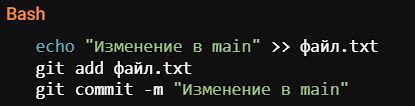 Bash
echo "Изменение в main" >> файл.txt
git add файл.txt
git commit -m "Изменение в main"